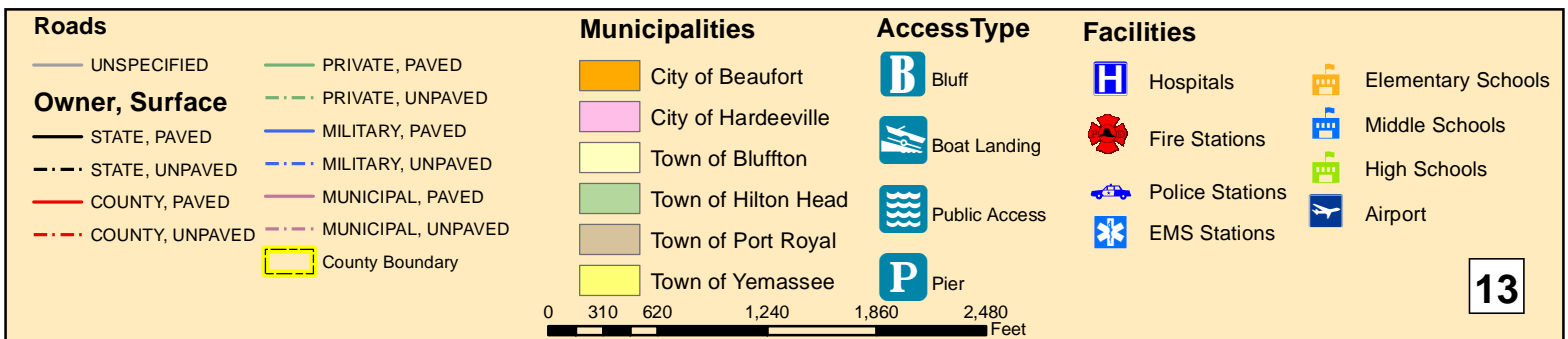 Roads
UNSPECIFIED
Owner, Surface
STATE, PAVED
STATE, UNPAVED
COUNTY, PAVED
COUNTY, UNPAVED
PRIVATE, PAVED
PRIVATE, UNPAVED
MILITARY, PAVED
MILITARY, UNPAVED
MUNICIPAL, PAVED
MUNICIPAL, UNPAVED
County Boundary
Municipalities
City of Beaufort
City of Hardeeville
Town of Bluffton
Town of Hilton Head
Town of Port Royal
Town of Yemassee
AccessType
B Bluff
Boat Landing
Public Access
P Pier
Facilities
H Hospitals
Fire Stations
Police Stations
EMS Stations
Elementary Schools
Middle Schools
High Schools
Airport
0 310 620 1,240 1,860 2,480
Feet
13